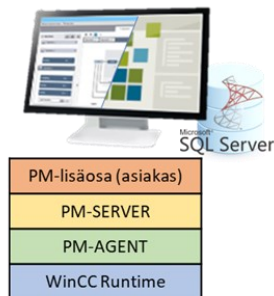 Microsoft®
SQL Server
PM-lisäosa (asiakas)
PM-SERVER
PM-AGENT
WinCC Runtime